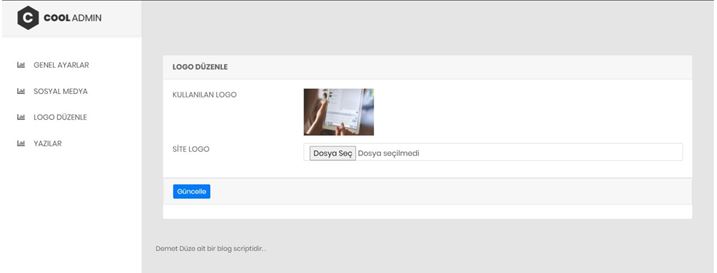 COOL ADMIN
GENEL AYARLAR
SOSYAL MEDYA
LOGO DÜZENLE
YAZILAR
LOGO DÜZENLE
KULLANILAN LOGO
SİTE LOGO
Dosya Seç Dosya seçilmedi
Güncelle
Demet Düze ait bir blog scriptidir...